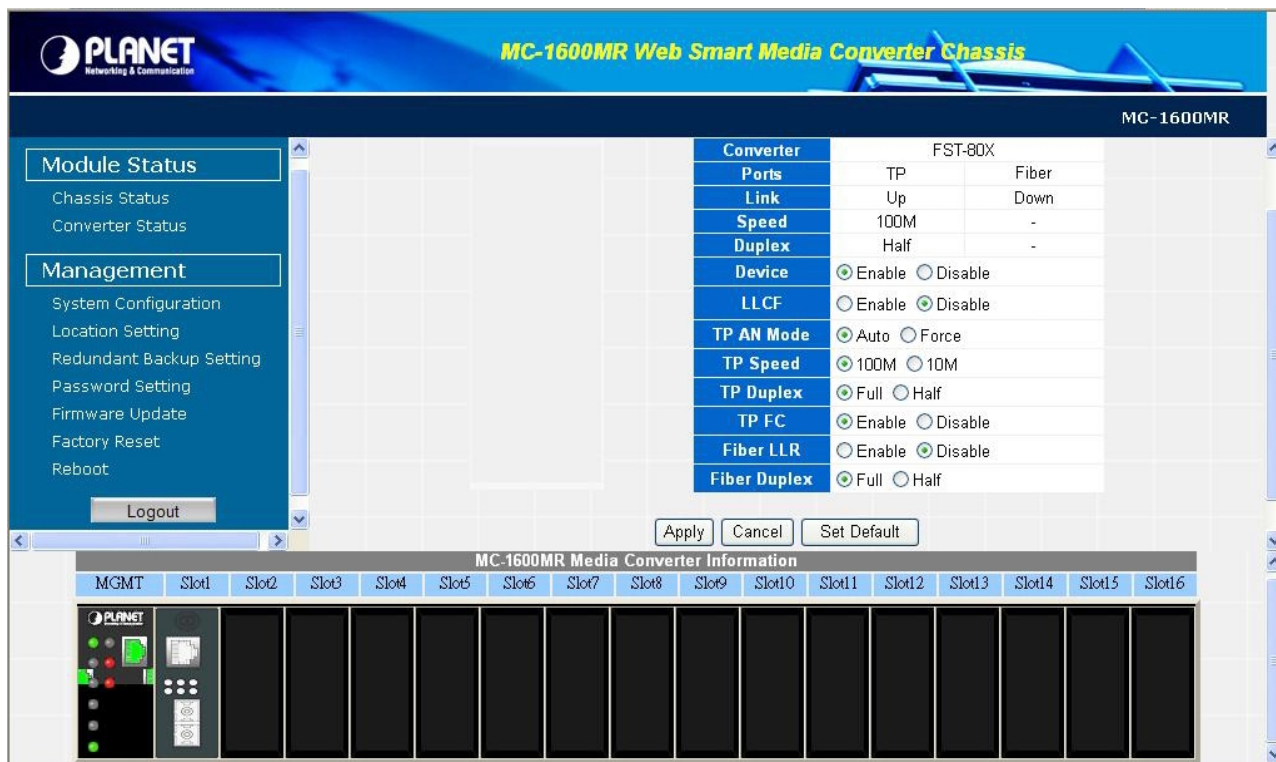 PLANET
Networking & Communication
MC-1600MR Web Smart Media Converter Chassis
MC-1600MR
Module Status
Chassis Status
Converter Status
Management
System Configuration
Location Setting
Redundant Backup Setting
Password Setting
Firmware Update
Factory Reset
Reboot
Logout
Converter FST-80X
Ports TP Fiber
Link Up Down
Speed 100M -
Duplex Half -
Device Enable Disable
LLCF Enable Disable
TP AN Mode Auto Force
TP Speed 100M 10M
TP Duplex Full Half
TP FC Enable Disable
Fiber LLR Enable Disable
Fiber Duplex Full Half
Apply Cancel Set Default
MC-1600MR Media Converter Information
MGMT Slot1 Slot2 Slot3 Slot4 Slot5 Slot6 Slot7 Slot8 Slot9 Slot10 Slot11 Slot12 Slot13 Slot14 Slot15 Slot16
PLANET